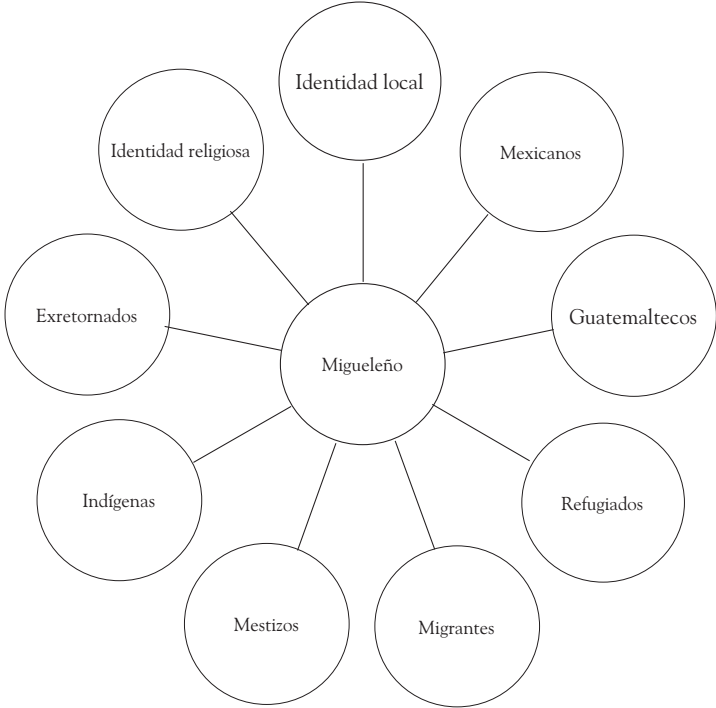 Identidad local
Identidad religiosa
Mexicanos
Exretornados
Guatemaltecos
Migueleño
Indígenas
Refugiados
Mestizos
Migrantes